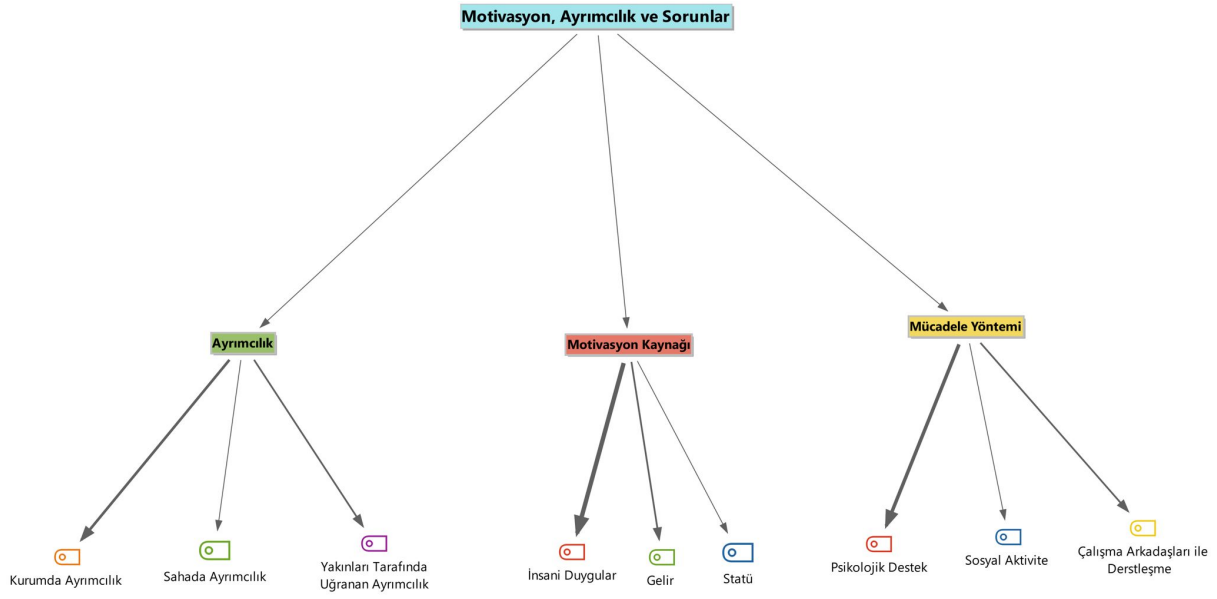 Motivasyon, Ayrımcılık ve Sorunlar
Ayrımcılık
Motivasyon Kaynağı
Mücadele Yöntemi
Kurumda Ayrımcılık
Sahada Ayrımcılık
Yakınları Tarafında
Uğranan Ayrımcılık
İnsani Duygular
Gelir
Statü
Psikolojik Destek
Sosyal Aktivite
Çalışma Arkadaşları ile
Derstleşme